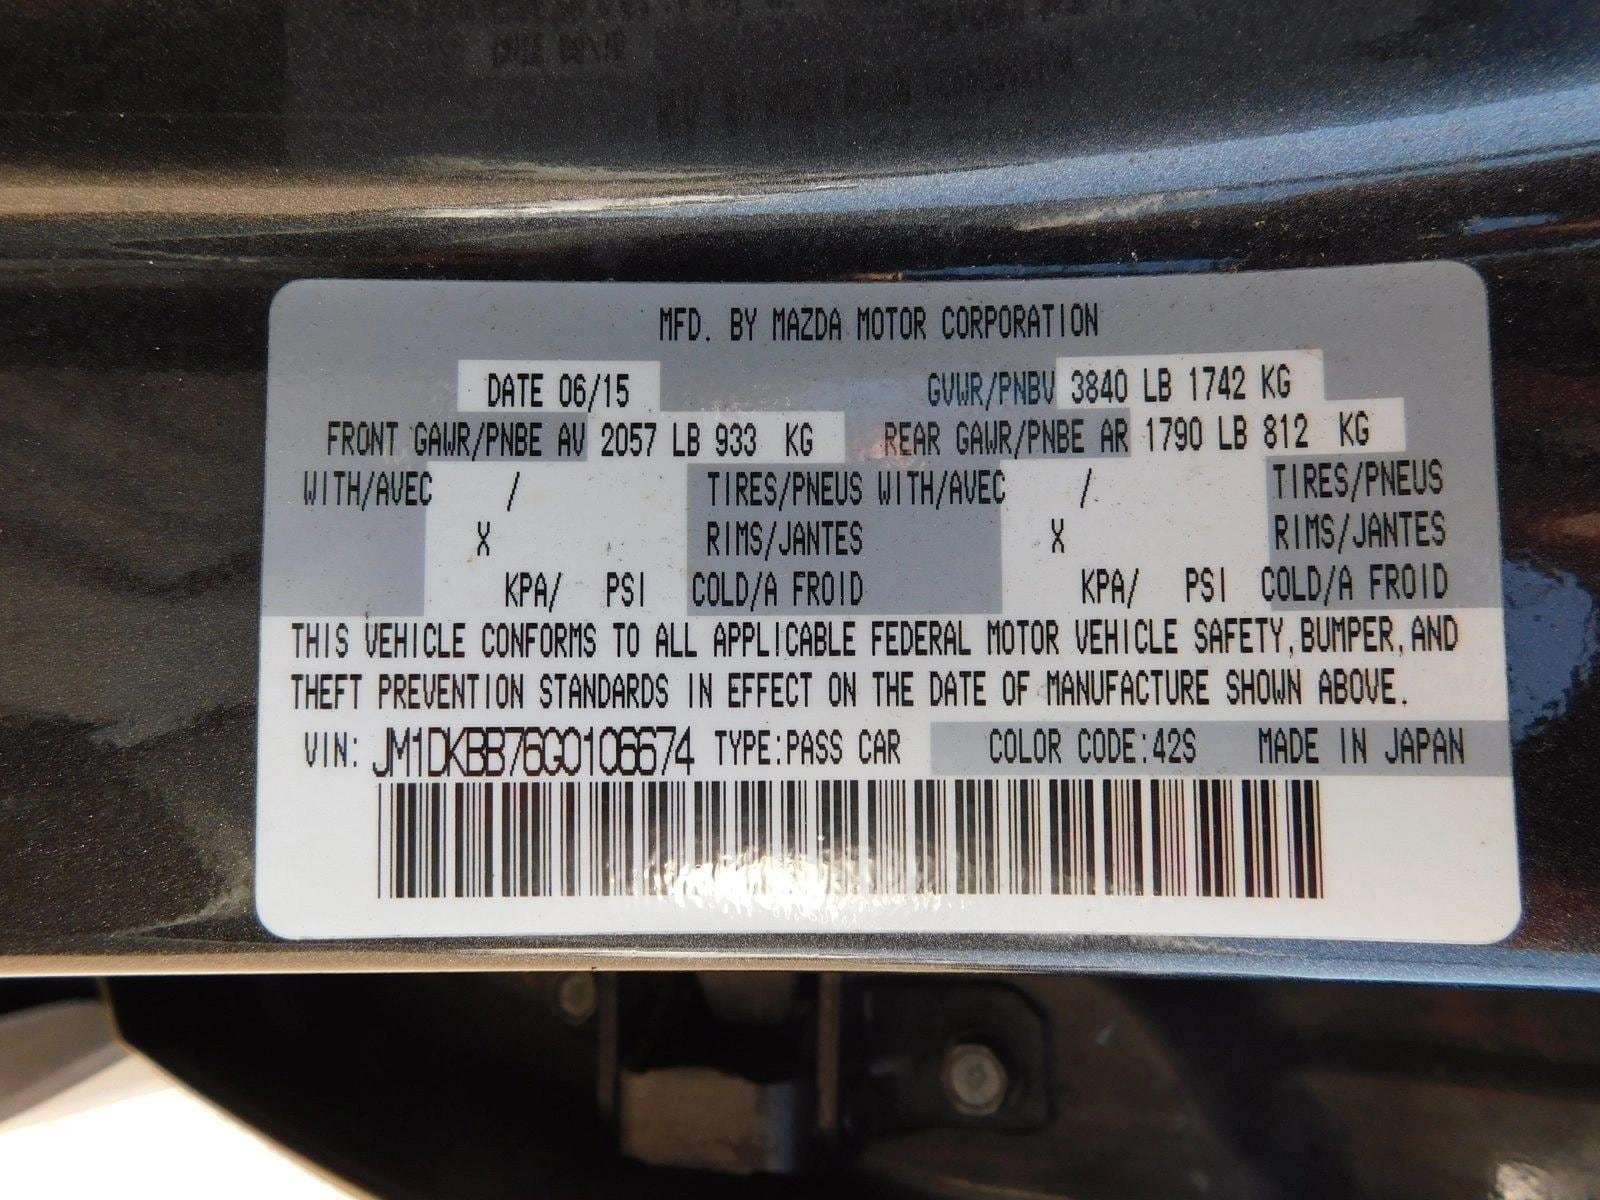 MFD. BY MAZDA MOTOR CORPORATION
DATE 06/15 GVWR/PNBV 3840 LB 1742 KG
FRONT GAWR/PNBE AV 2057 LB 933 KG REAR GAWR/PNBE AR 1790 LB 812 KG
WITH/AVEC / TIRES/PNEUS WITH/AVEC / TIRES/PNEUS
X RIMS/JANTES X RIMS/JANTES
KPA/ PSI COLD/A FROID KPA/ PSI COLD/A FROID
THIS VEHICLE CONFORMS TO ALL APPLICABLE FEDERAL MOTOR VEHICLE SAFETY, BUMPER, AND
THEFT PREVENTION STANDARDS IN EFFECT ON THE DATE OF MANUFACTURE SHOWN ABOVE.
VIN: JM1DKBB76G0106674 TYPE:PASS CAR COLOR CODE:42S MADE IN JAPAN